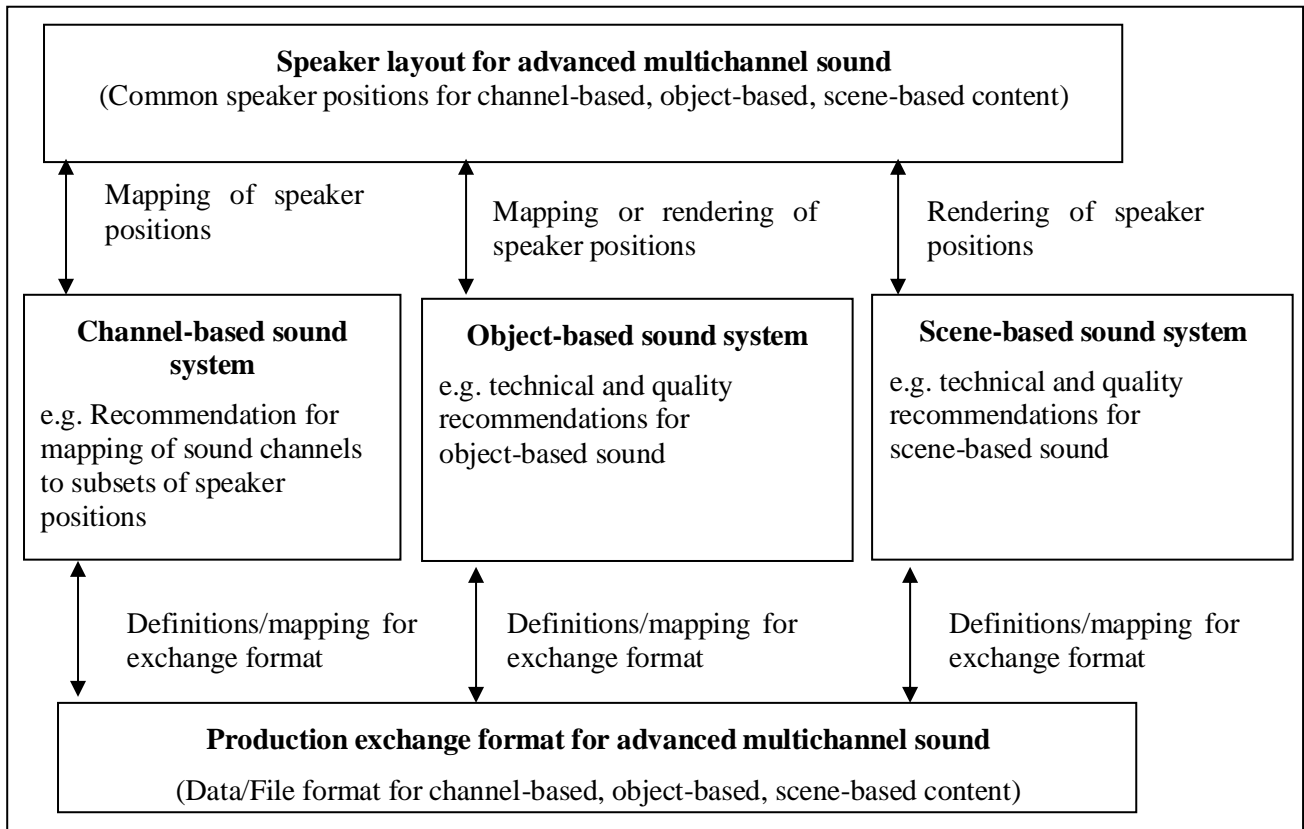 Speaker layout for advanced multichannel sound
(Common speaker positions for channel-based, object-based, scene-based content)
Mapping of speaker
positions
Mapping or rendering of
speaker positions
Rendering of speaker
positions
Channel-based sound
system
e.g. Recommendation for
mapping of sound channels
to subsets of speaker
positions
Object-based sound system
e.g. technical and quality
recommendations for
object-based sound
Scene-based sound system
e.g. technical and quality
recommendations for
scene-based sound
Definitions/mapping for
exchange format
Definitions/mapping for
exchange format
Definitions/mapping for
exchange format
Production exchange format for advanced multichannel sound
(Data/File format for channel-based, object-based, scene-based content)